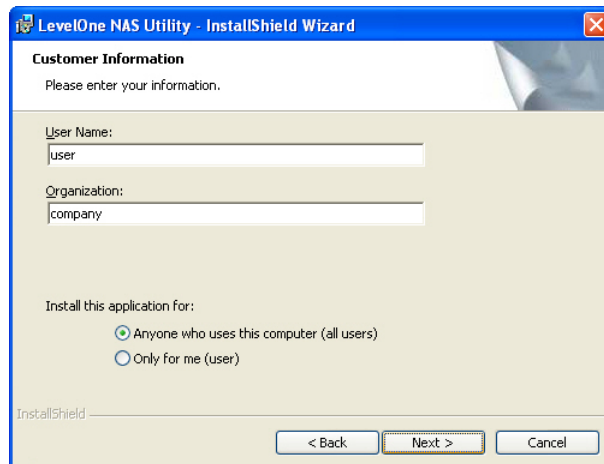 LevelOne NAS Utility - InstallShield Wizard
Customer Information
Please enter your information.
User Name:
user
Organization:
company
Install this application for:
Anyone who uses this computer (all users)
Only for me (user)
InstallShield
< Back Next > Cancel